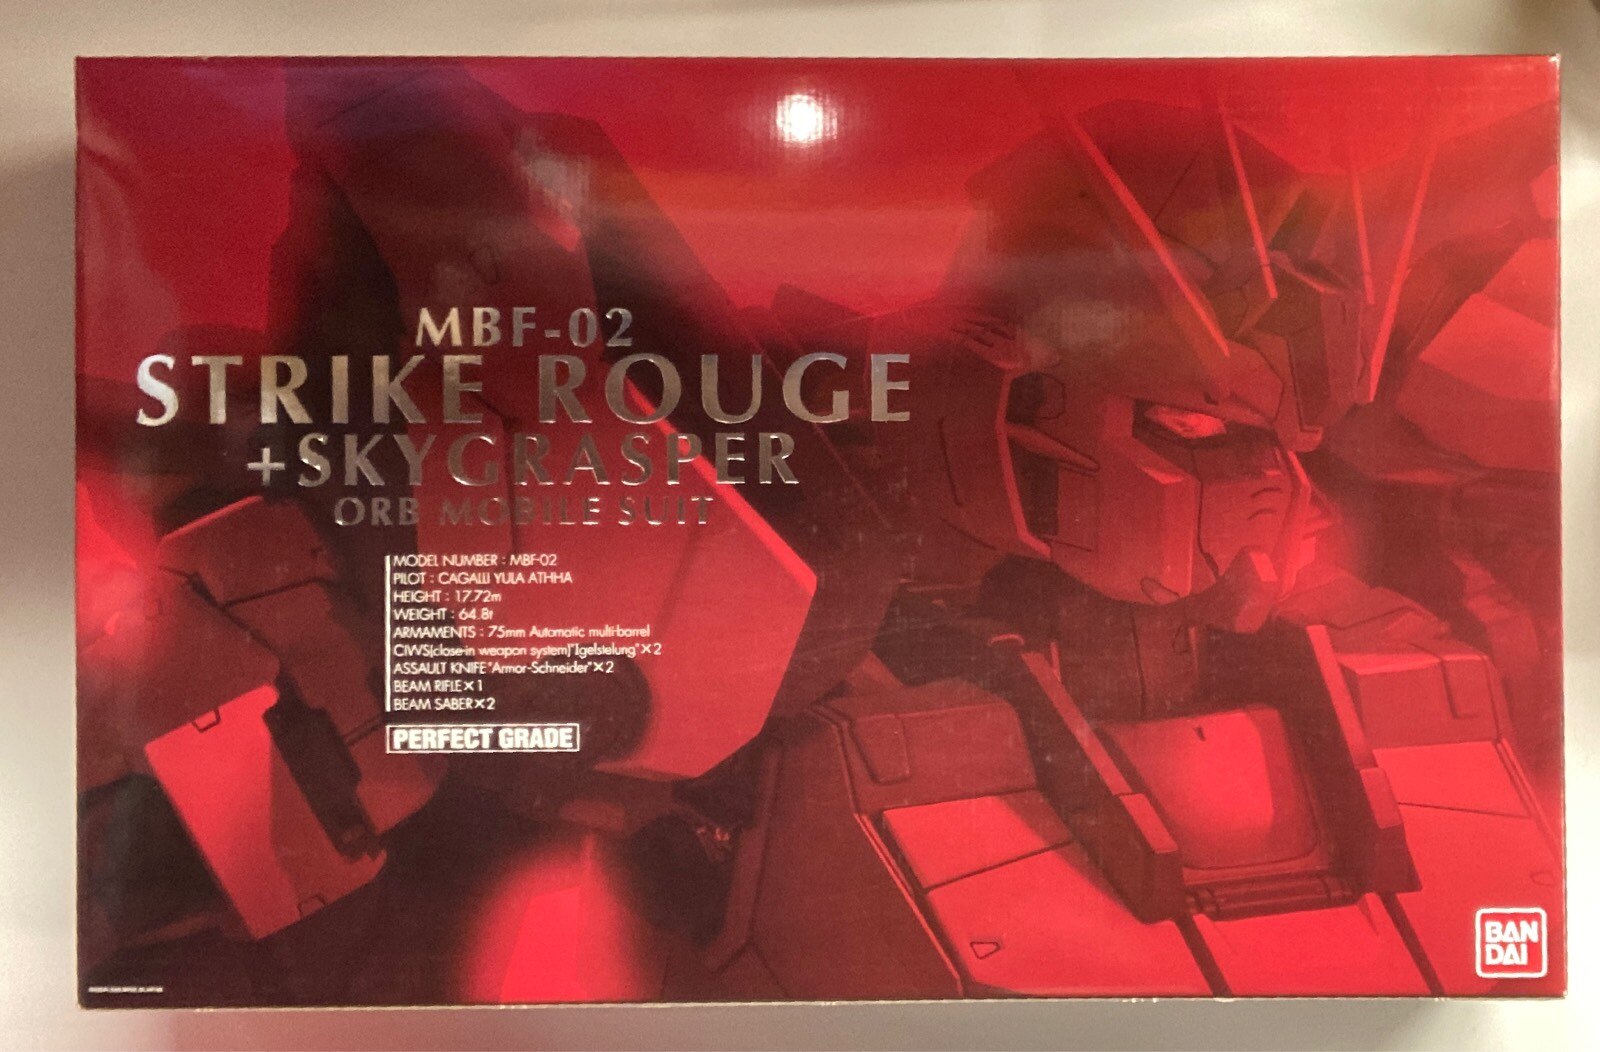 MBF-02
STRIKE ROUGE
+SKYGRASPER
ORB MOBILE SUIT
MODEL NUMBER : MBF-02
PILOT : CAGALLI YULA ATHHA
HEIGHT : 17.72m
WEIGHT : 64.8t
ARMAMENTS : 75mm Automatic multi-barrel
CIWS[close-in weapon system]"Igelstelung"×2
ASSAULT KNIFE"Armor-Schneider"×2
BEAM RIFLE×1
BEAM SABER×2
PERFECT GRADE
BAN
DAI